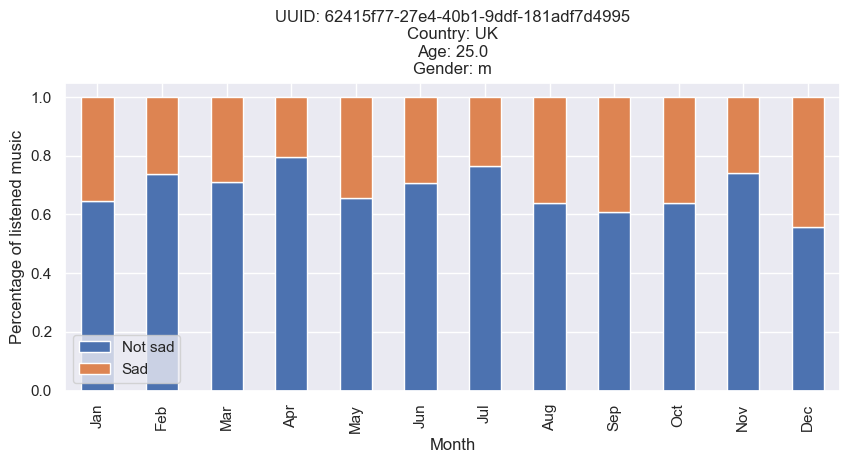 UUID: 62415f77-27e4-40b1-9ddf-181adf7d4995
Country: UK
Age: 25.0
Gender: m
Percentage of listened music
1.0
0.8
0.6
0.4
0.2
0.0
Not sad
Sad
Jan
Feb
Mar
Apr
May
Jun
Jul
Aug
Sep
Oct
Nov
Dec
Month